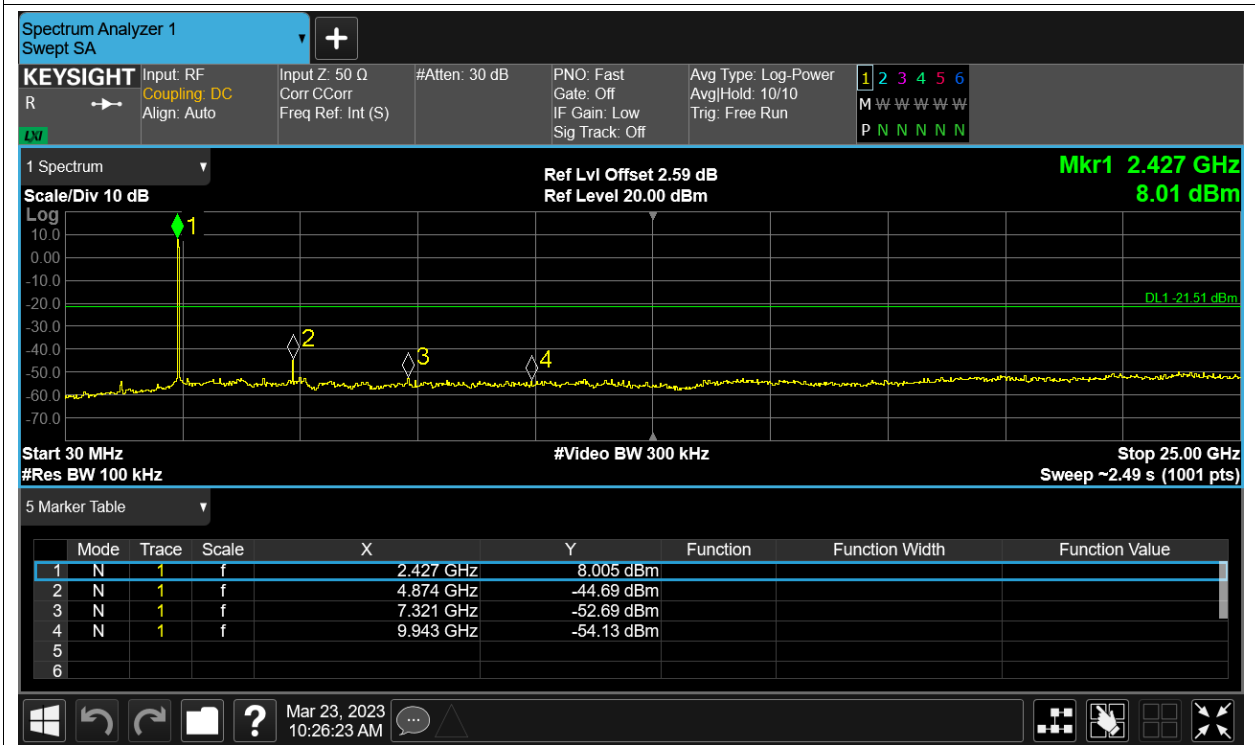 Spectrum Analyzer 1
Swept SA
KEYSIGHT
R
LXI
Input: RF
Coupling: DC
Align: Auto
Input Z: 50 Ω
Corr CCorr
Freq Ref: Int (S)
#Atten: 30 dB
PNO: Fast
Gate: Off
IF Gain: Low
Sig Track: Off
Avg Type: Log-Power
Avg|Hold: 10/10
Trig: Free Run
1 2 3 4 5 6
M W W W W W
P N N N N N
1 Spectrum
Scale/Div 10 dB
Ref Lvl Offset 2.59 dB
Ref Level 20.00 dBm
Mkr1 2.427 GHz
8.01 dBm
Log
10.0
0.00
-10.0
-20.0
-30.0
-40.0
-50.0
-60.0
-70.0
1
2
3
4
DL1 -21.51 dBm
Start 30 MHz
#Video BW 300 kHz
Stop 25.00 GHz
#Res BW 100 kHz
Sweep ~2.49 s (1001 pts)
5 Marker Table
Mode Trace Scale X Y Function Function Width Function Value
1 N 1 f 2.427 GHz 8.005 dBm
2 N 1 f 4.874 GHz -44.69 dBm
3 N 1 f 7.321 GHz -52.69 dBm
4 N 1 f 9.943 GHz -54.13 dBm
5
6
?
Mar 23, 2023
10:26:23 AM